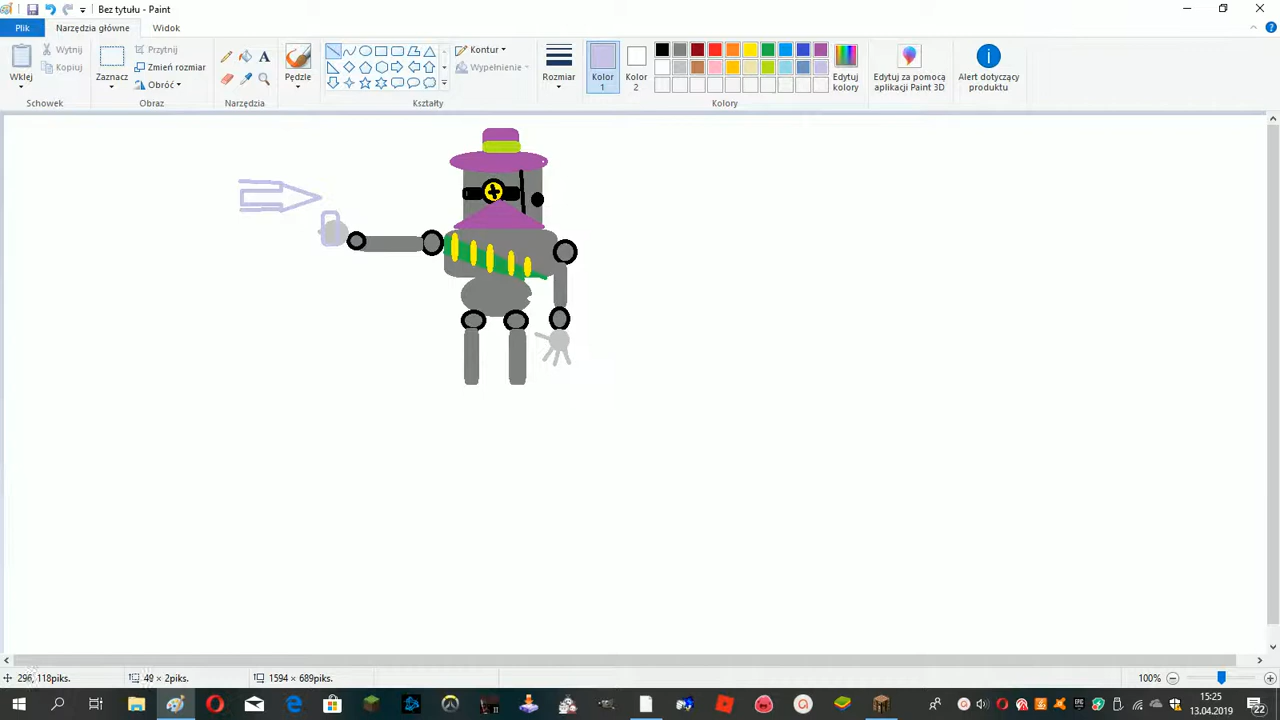 Bez tytułu - Paint
Plik Narzędzia główne Widok
Wklej
Wytnij
Kopiuj
Schowek
Zaznacz
Przytnij
Zmień rozmiar
Obróć
Obraz
A
Narzędzia
Pędzle
Kontur
Wypełnienie
Kształty
Rozmiar
Kolor
1
Kolor
2
Edytuj
kolory
Kolory
Edytuj za pomocą
aplikacji Paint 3D
Alert dotyczący
produktu
296, 118piks. 49 × 2piks. 1594 × 689piks. 100%
15:25
13.04.2019
22